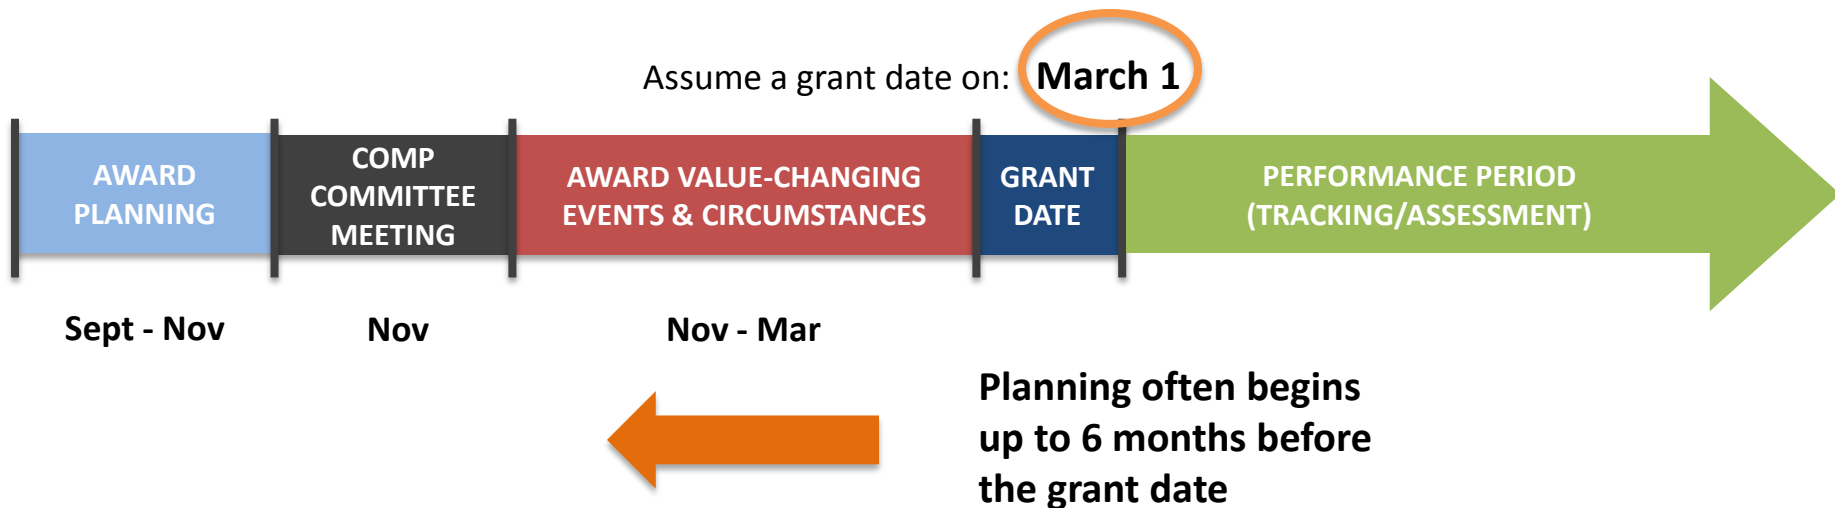 Assume a grant date on: March 1
AWARD
PLANNING
COMP
COMMITTEE
MEETING
AWARD VALUE-CHANGING
EVENTS & CIRCUMSTANCES
GRANT
DATE
PERFORMANCE PERIOD
(TRACKING/ASSESSMENT)
Sept - Nov
Nov
Nov - Mar
Planning often begins
up to 6 months before
the grant date